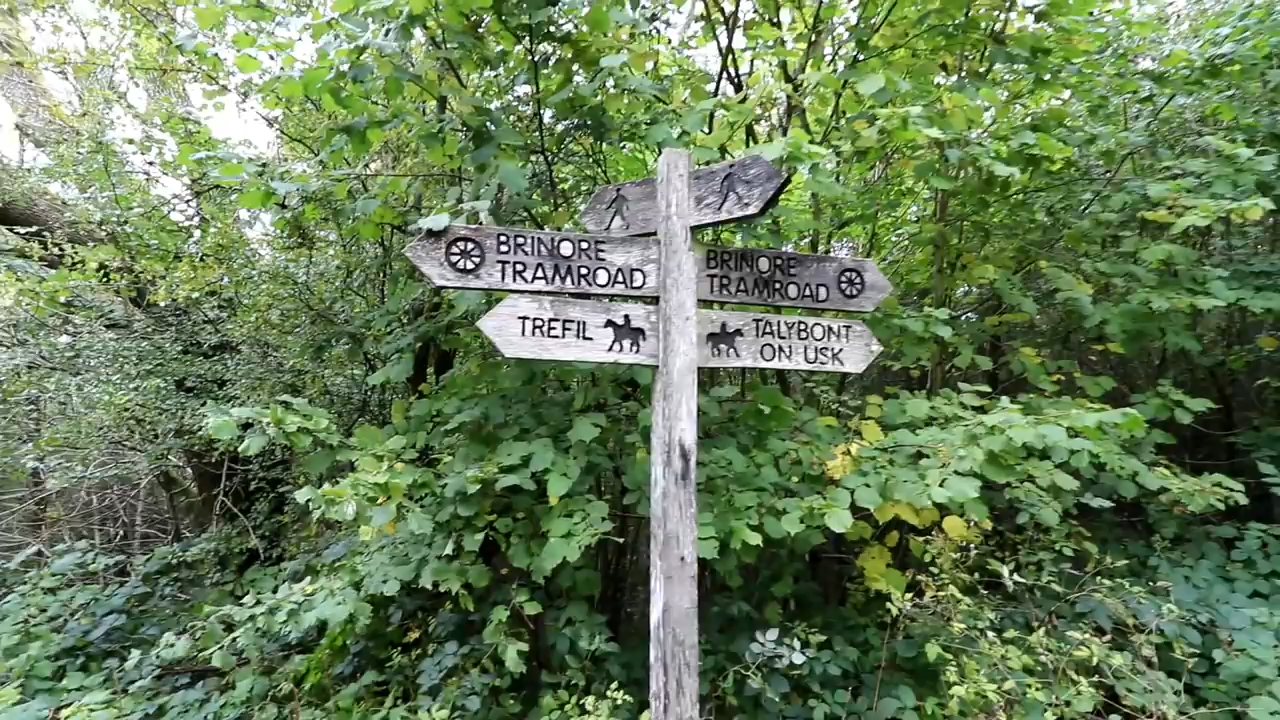 BRINORE
TRAMROAD
BRINORE
TRAMROAD
TREFIL
TALYBONT
ON USK